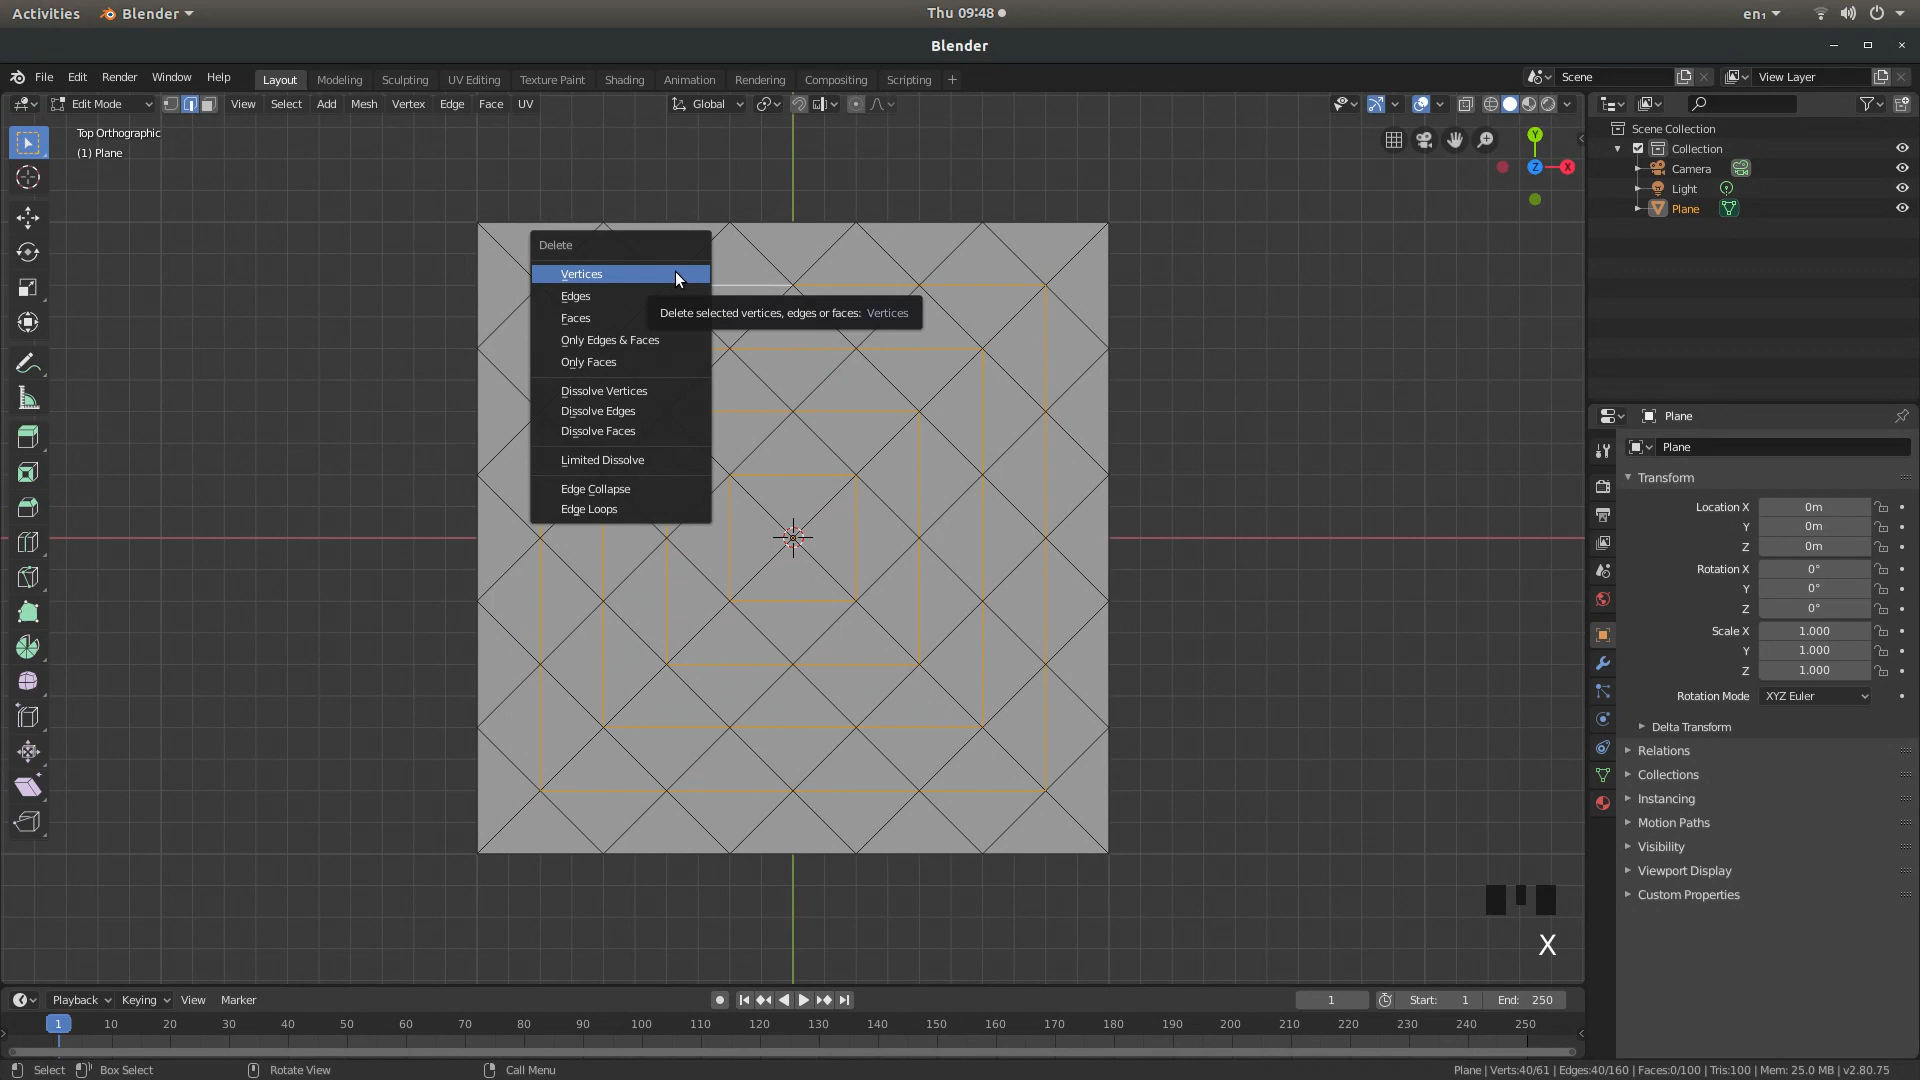 Activities Blender Thu 09:48 en₁
Blender
File Edit Render Window Help Layout Modeling Sculpting UV Editing Texture Paint Shading Animation Rendering Compositing Scripting + Scene View Layer
Edit Mode View Select Add Mesh Vertex Edge Face UV Global
Top Orthographic
(1) Plane
Y
Z
X
Delete
Vertices
Edges
Faces
Only Edges & Faces
Only Faces
Dissolve Vertices
Dissolve Edges
Dissolve Faces
Limited Dissolve
Edge Collapse
Edge Loops
Delete selected vertices, edges or faces: Vertices
X
Scene Collection
Collection
Camera
Light
Plane
Plane
Plane
Transform
Location X 0m
Y 0m
Z 0m
Rotation X 0°
Y 0°
Z 0°
Scale X 1.000
Y 1.000
Z 1.000
Rotation Mode XYZ Euler
Delta Transform
Relations
Collections
Instancing
Motion Paths
Visibility
Viewport Display
Custom Properties
Playback Keying View Marker 1 Start: 1 End: 250
1 10 20 30 40 50 60 70 80 90 100 110 120 130 140 150 160 170 180 190 200 210 220 230 240 250
Select Box Select Rotate View Call Menu Plane | Verts:40/61 | Edges:40/160 | Faces:0/100 | Tris:100 | Mem: 25.0 MB | v2.80.75